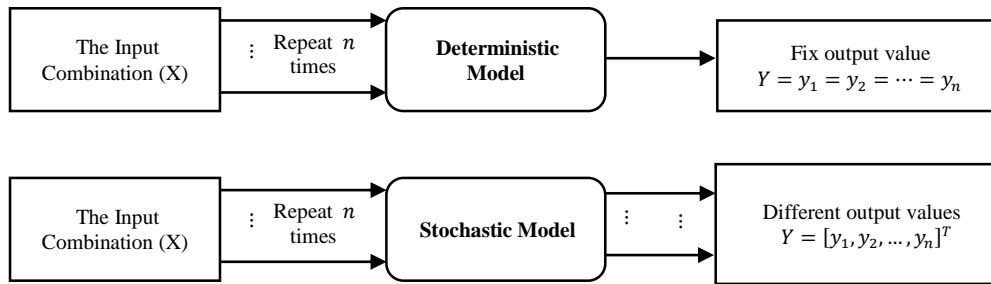 The Input
Combination (X)
⋮ Repeat n
times
Deterministic
Model
Fix output value
Y = y₁ = y₂ = ⋯ = yₙ
The Input
Combination (X)
⋮ Repeat n
times
Stochastic Model
⋮ ⋮
Different output values
Y = [y₁, y₂, … , yₙ]ᵀ